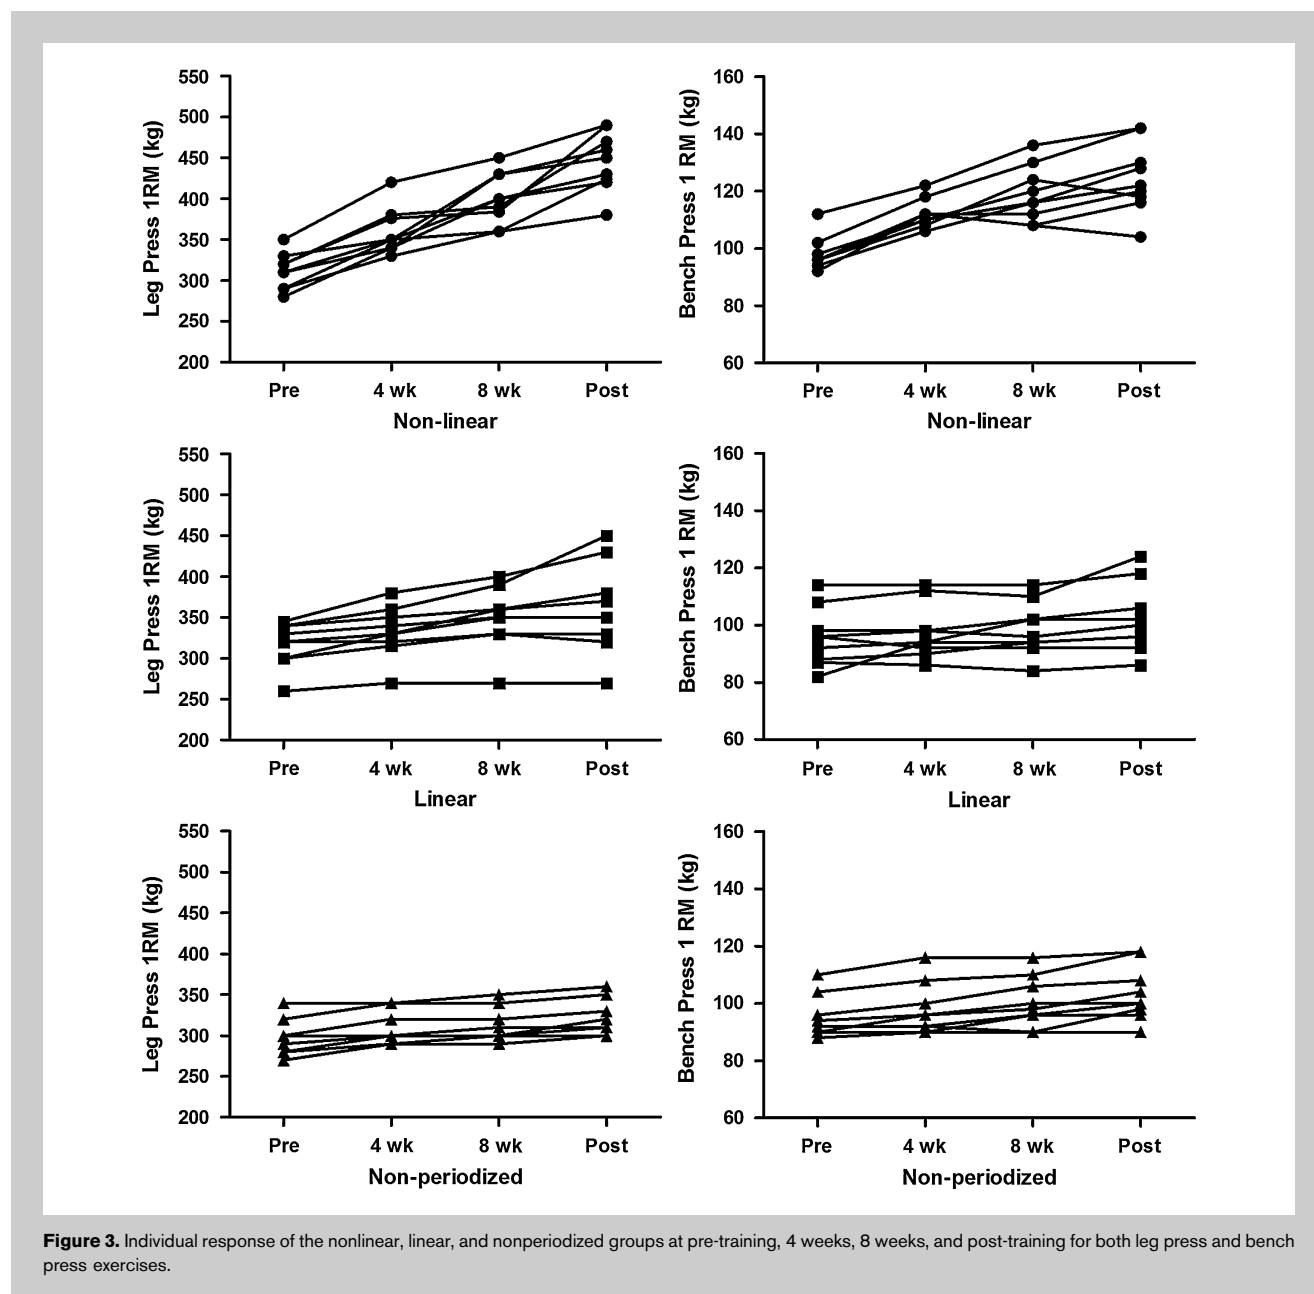 Leg Press 1RM (kg)
550
500
450
400
350
300
250
200
Pre 4 wk 8 wk Post
Non-linear
Bench Press 1 RM (kg)
160
140
120
100
80
60
Pre 4 wk 8 wk Post
Non-linear
Leg Press 1RM (kg)
550
500
450
400
350
300
250
200
Pre 4 wk 8 wk Post
Linear
Bench Press 1 RM (kg)
160
140
120
100
80
60
Pre 4 wk 8 wk Post
Linear
Leg Press 1RM (kg)
550
500
450
400
350
300
250
200
Pre 4 wk 8 wk Post
Non-periodized
Bench Press 1 RM (kg)
160
140
120
100
80
60
Pre 4 wk 8 wk Post
Non-periodized
Figure 3. Individual response of the nonlinear, linear, and nonperiodized groups at pre-training, 4 weeks, 8 weeks, and post-training for both leg press and bench
press exercises.